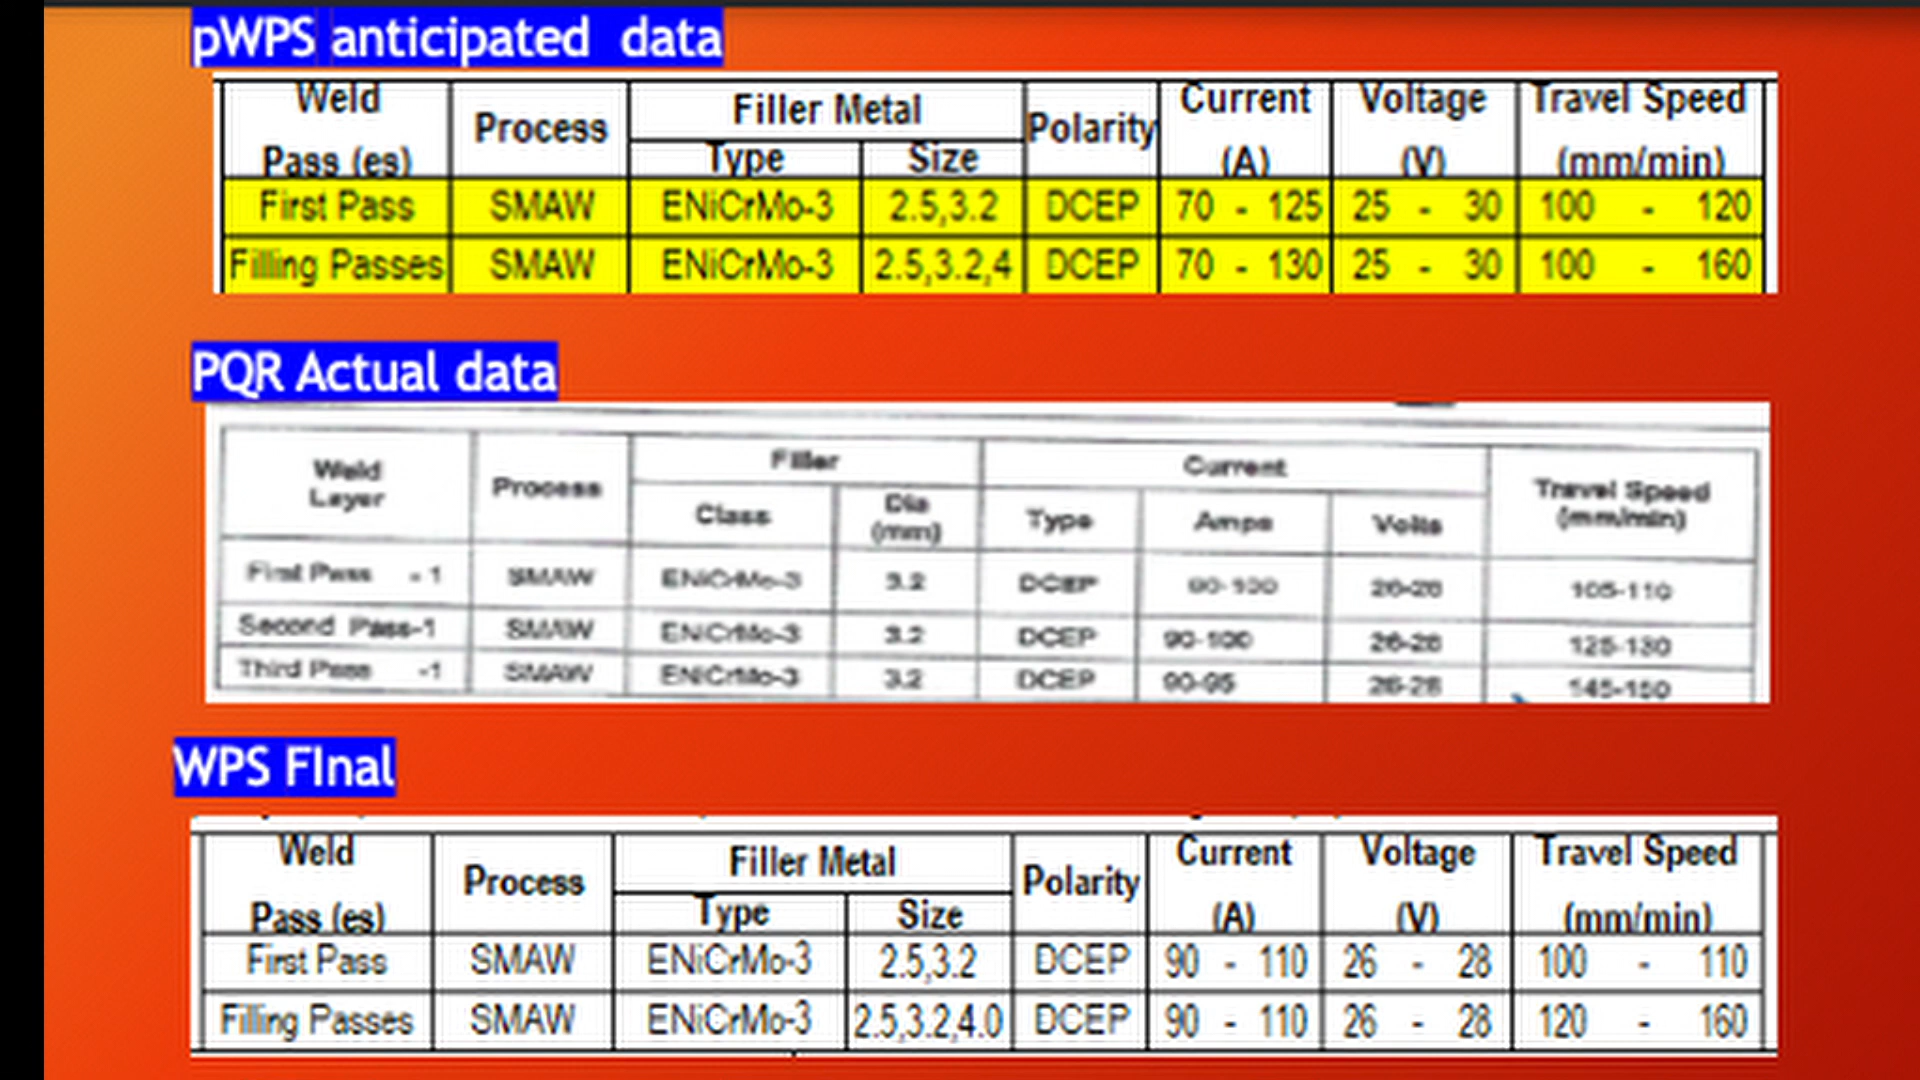 pWPS anticipated data
Weld Pass (es) Process Filler Metal Type Size Polarity Current (A) Voltage (V) Travel Speed (mm/min)
First Pass SMAW ENiCrMo-3 2.5,3.2 DCEP 70 - 125 25 - 30 100 - 120
Filling Passes SMAW ENiCrMo-3 2.5,3.2,4 DCEP 70 - 130 25 - 30 100 - 160
PQR Actual data
Weld Layer Process Filler Class Dia (mm) Current Type Amps Volts Travel Speed (mm/min)
First Pass - 1 SMAW ENiCrMo-3 3.2 DCEP 90-100 26-28 105-110
Second Pass-1 SMAW ENiCrMo-3 3.2 DCEP 90-100 26-28 125-130
Third Pass -1 SMAW ENiCrMo-3 3.2 DCEP 90-95 26-28 145-150
WPS FInal
Weld Pass (es) Process Filler Metal Type Size Polarity Current (A) Voltage (V) Travel Speed (mm/min)
First Pass SMAW ENiCrMo-3 2.5,3.2 DCEP 90 - 110 26 - 28 100 - 110
Filling Passes SMAW ENiCrMo-3 2.5,3.2,4.0 DCEP 90 - 110 26 - 28 120 - 160